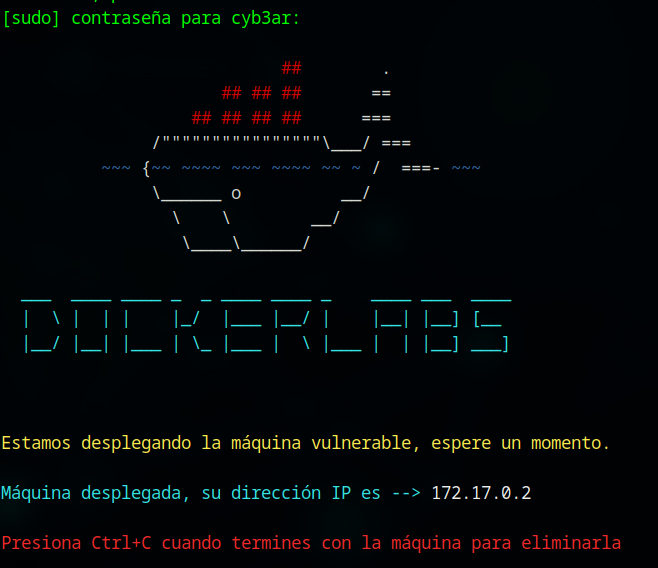 [sudo] contraseña para cyb3ar:
                            ##        .
                      ## ## ##       ==
                   ## ## ## ##      ===
               /"""""""""""""""\___/ ===
          ~~~ {~~ ~~~~ ~~~ ~~~~ ~~ ~ /  ===- ~~~
               \______ o          __/
                 \    \        __/
                  \____\______/
  ___  ____ ____ _  _ ____ ____ _    ____ ___  ____
  |  \ |  | |    |_/  |___ |__/ |    |__| |__] [__
  |__/ |__| |___ | \_ |___ |  \ |___ |  | |__] ___]
Estamos desplegando la máquina vulnerable, espere un momento.
Máquina desplegada, su dirección IP es --> 172.17.0.2
Presiona Ctrl+C cuando termines con la máquina para eliminarla